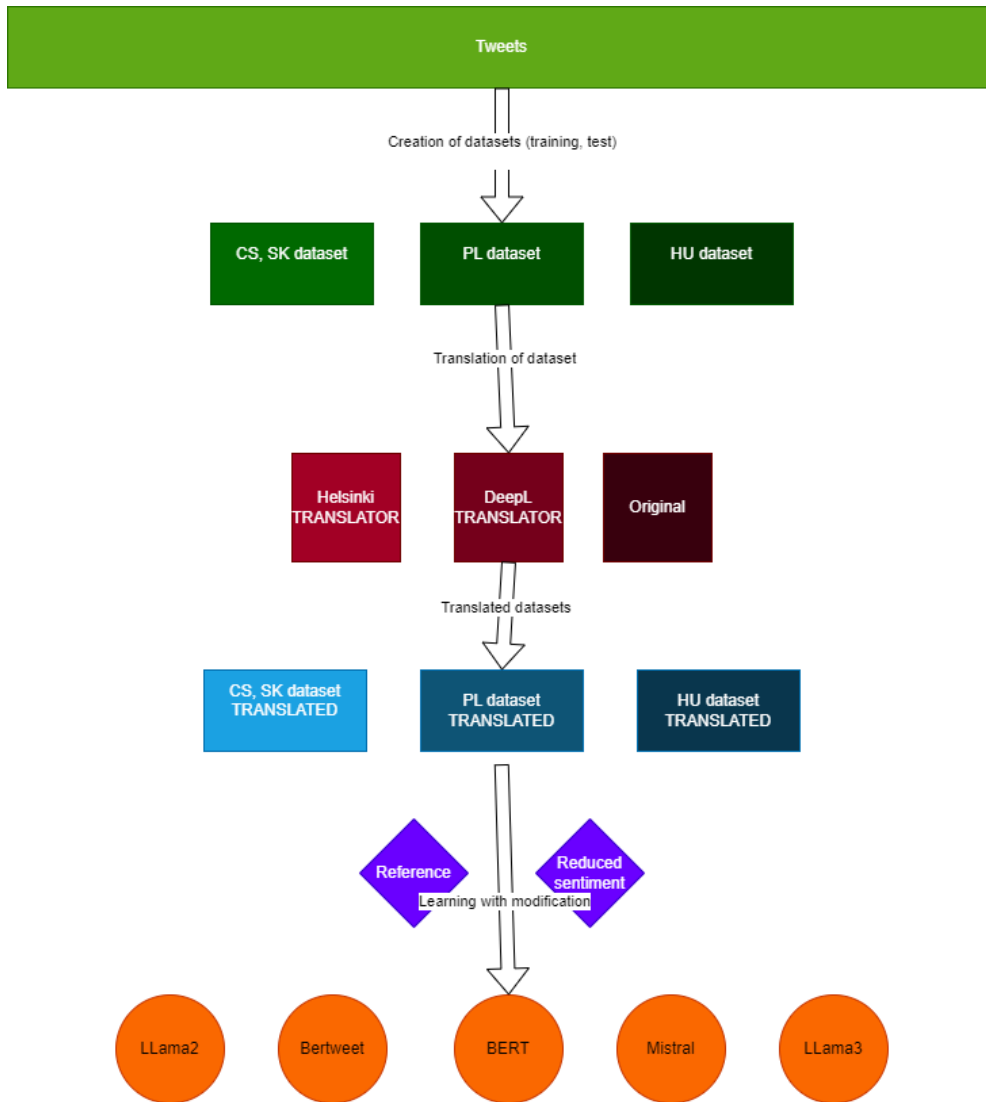 Tweets
Creation of datasets (training, test)
CS, SK dataset
PL dataset
HU dataset
Translation of dataset
Helsinki
TRANSLATOR
DeepL
TRANSLATOR
Original
Translated datasets
CS, SK dataset
TRANSLATED
PL dataset
TRANSLATED
HU dataset
TRANSLATED
Reference
Reduced
sentiment
Learning with modification
LLama2
Bertweet
BERT
Mistral
LLama3